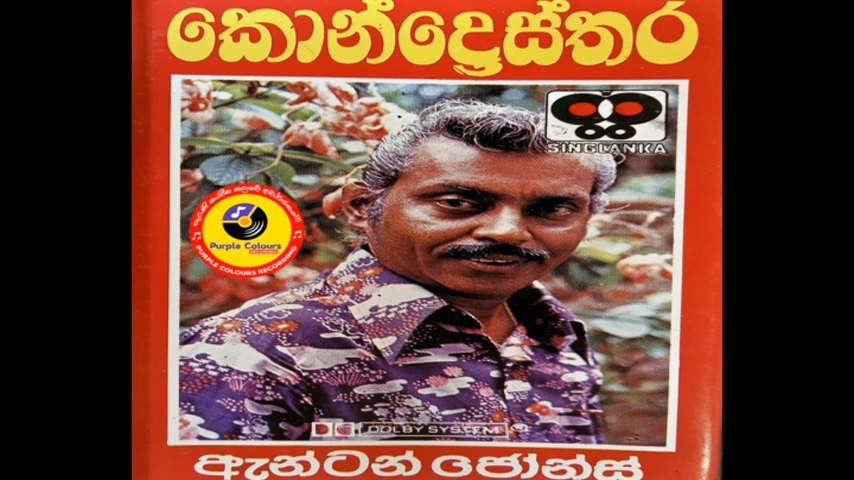 කොන්ද්‍රෙස්තර
SINGLANKA
Purple Colours
PURPLE COLOURS RECORDING
DOLBY SYSTEM
ඇන්ටන් ජෝන්ස්